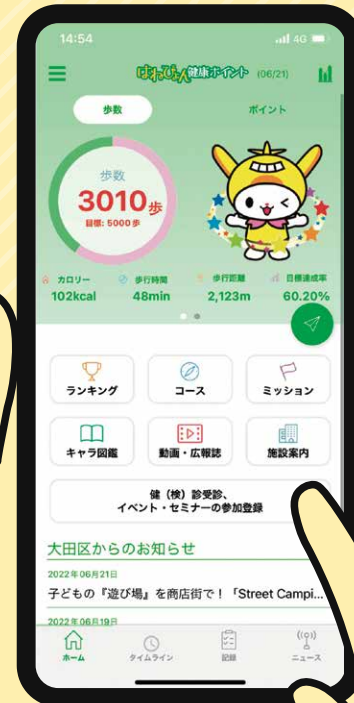 14:54
4G
はねぴょん健康ポイント (06/21)
歩数
ポイント
歩数
3010歩
目標: 5000 歩
カロリー
歩行時間
歩行距離
目標達成率
102kcal
48min
2,123m
60.20%
ランキング
コース
ミッション
キャラ図鑑
動画・広報誌
施設案内
健（検）診受診、
イベント・セミナーの参加登録
大田区からのお知らせ
2022年06月21日
子どもの『遊び場』を商店街で！「Street Campi...
2022年06月19日
ホーム
タイムライン
記録
ニュース